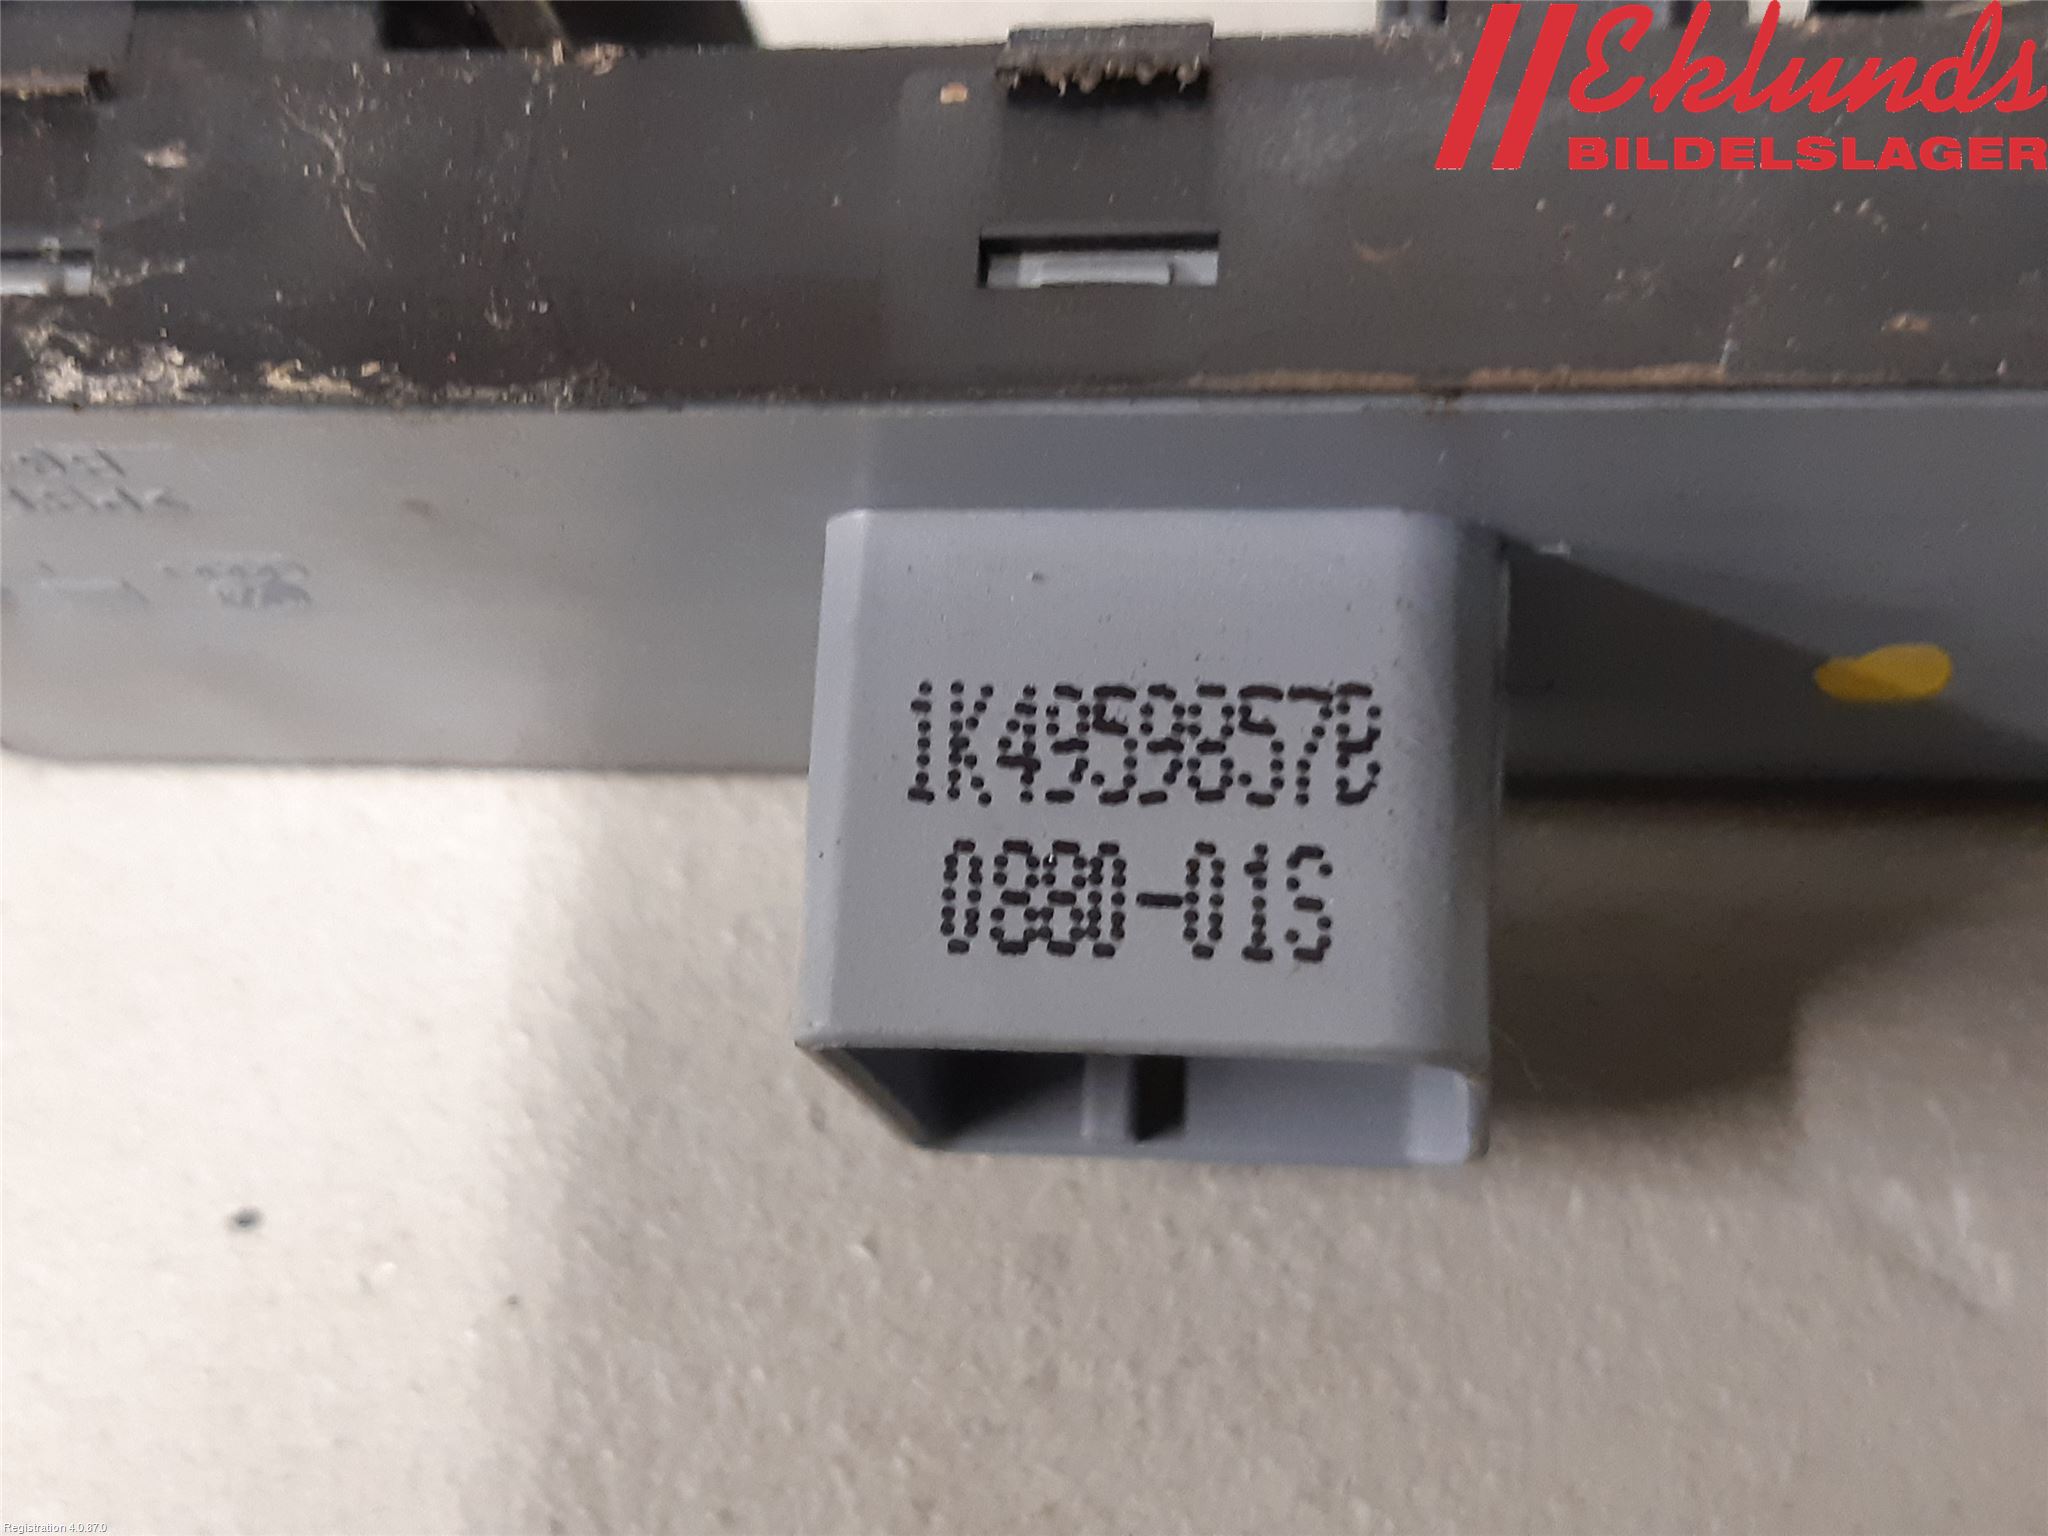 Eklunds
BILDELSLAGER
1K4959857B
0880-01S
Registration 4.0.87.0